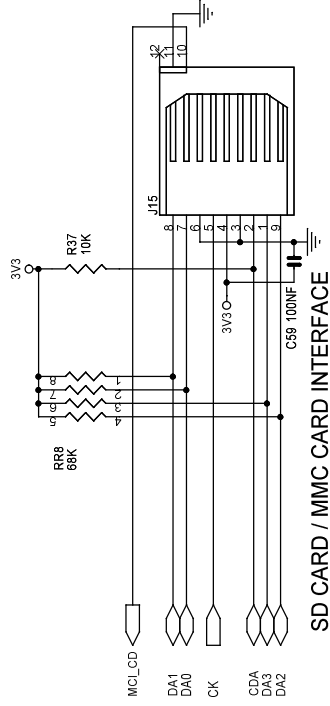 3V3
R37
10K
RR8
68K
8
7
6
5
1
2
3
4
J15
12
11
10
8
7
6
5
4
3
2
1
9
3V3
C59 100NF
MCI_CD
DA1
DA0
CK
CDA
DA3
DA2
SD CARD / MMC CARD INTERFACE